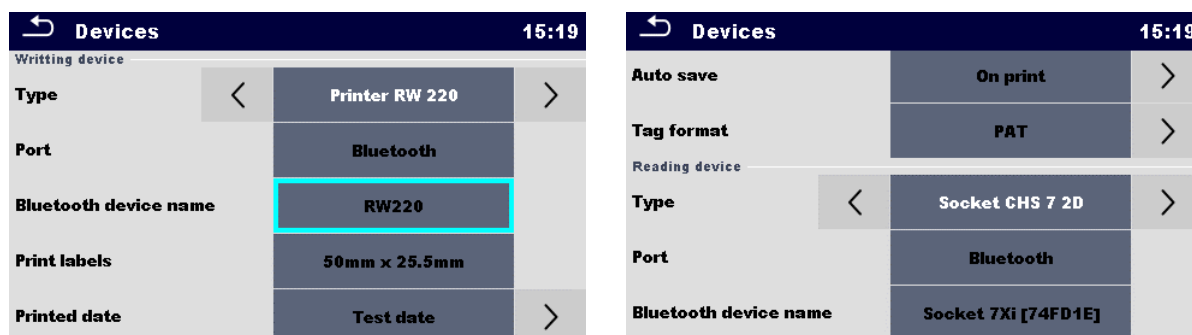 Devices 15:19
Writting device
Type Printer RW 220
Port Bluetooth
Bluetooth device name RW220
Print labels 50mm x 25.5mm
Printed date Test date
Devices 15:19
Auto save On print
Tag format PAT
Reading device
Type Socket CHS 7 2D
Port Bluetooth
Bluetooth device name Socket 7Xi [74FD1E]